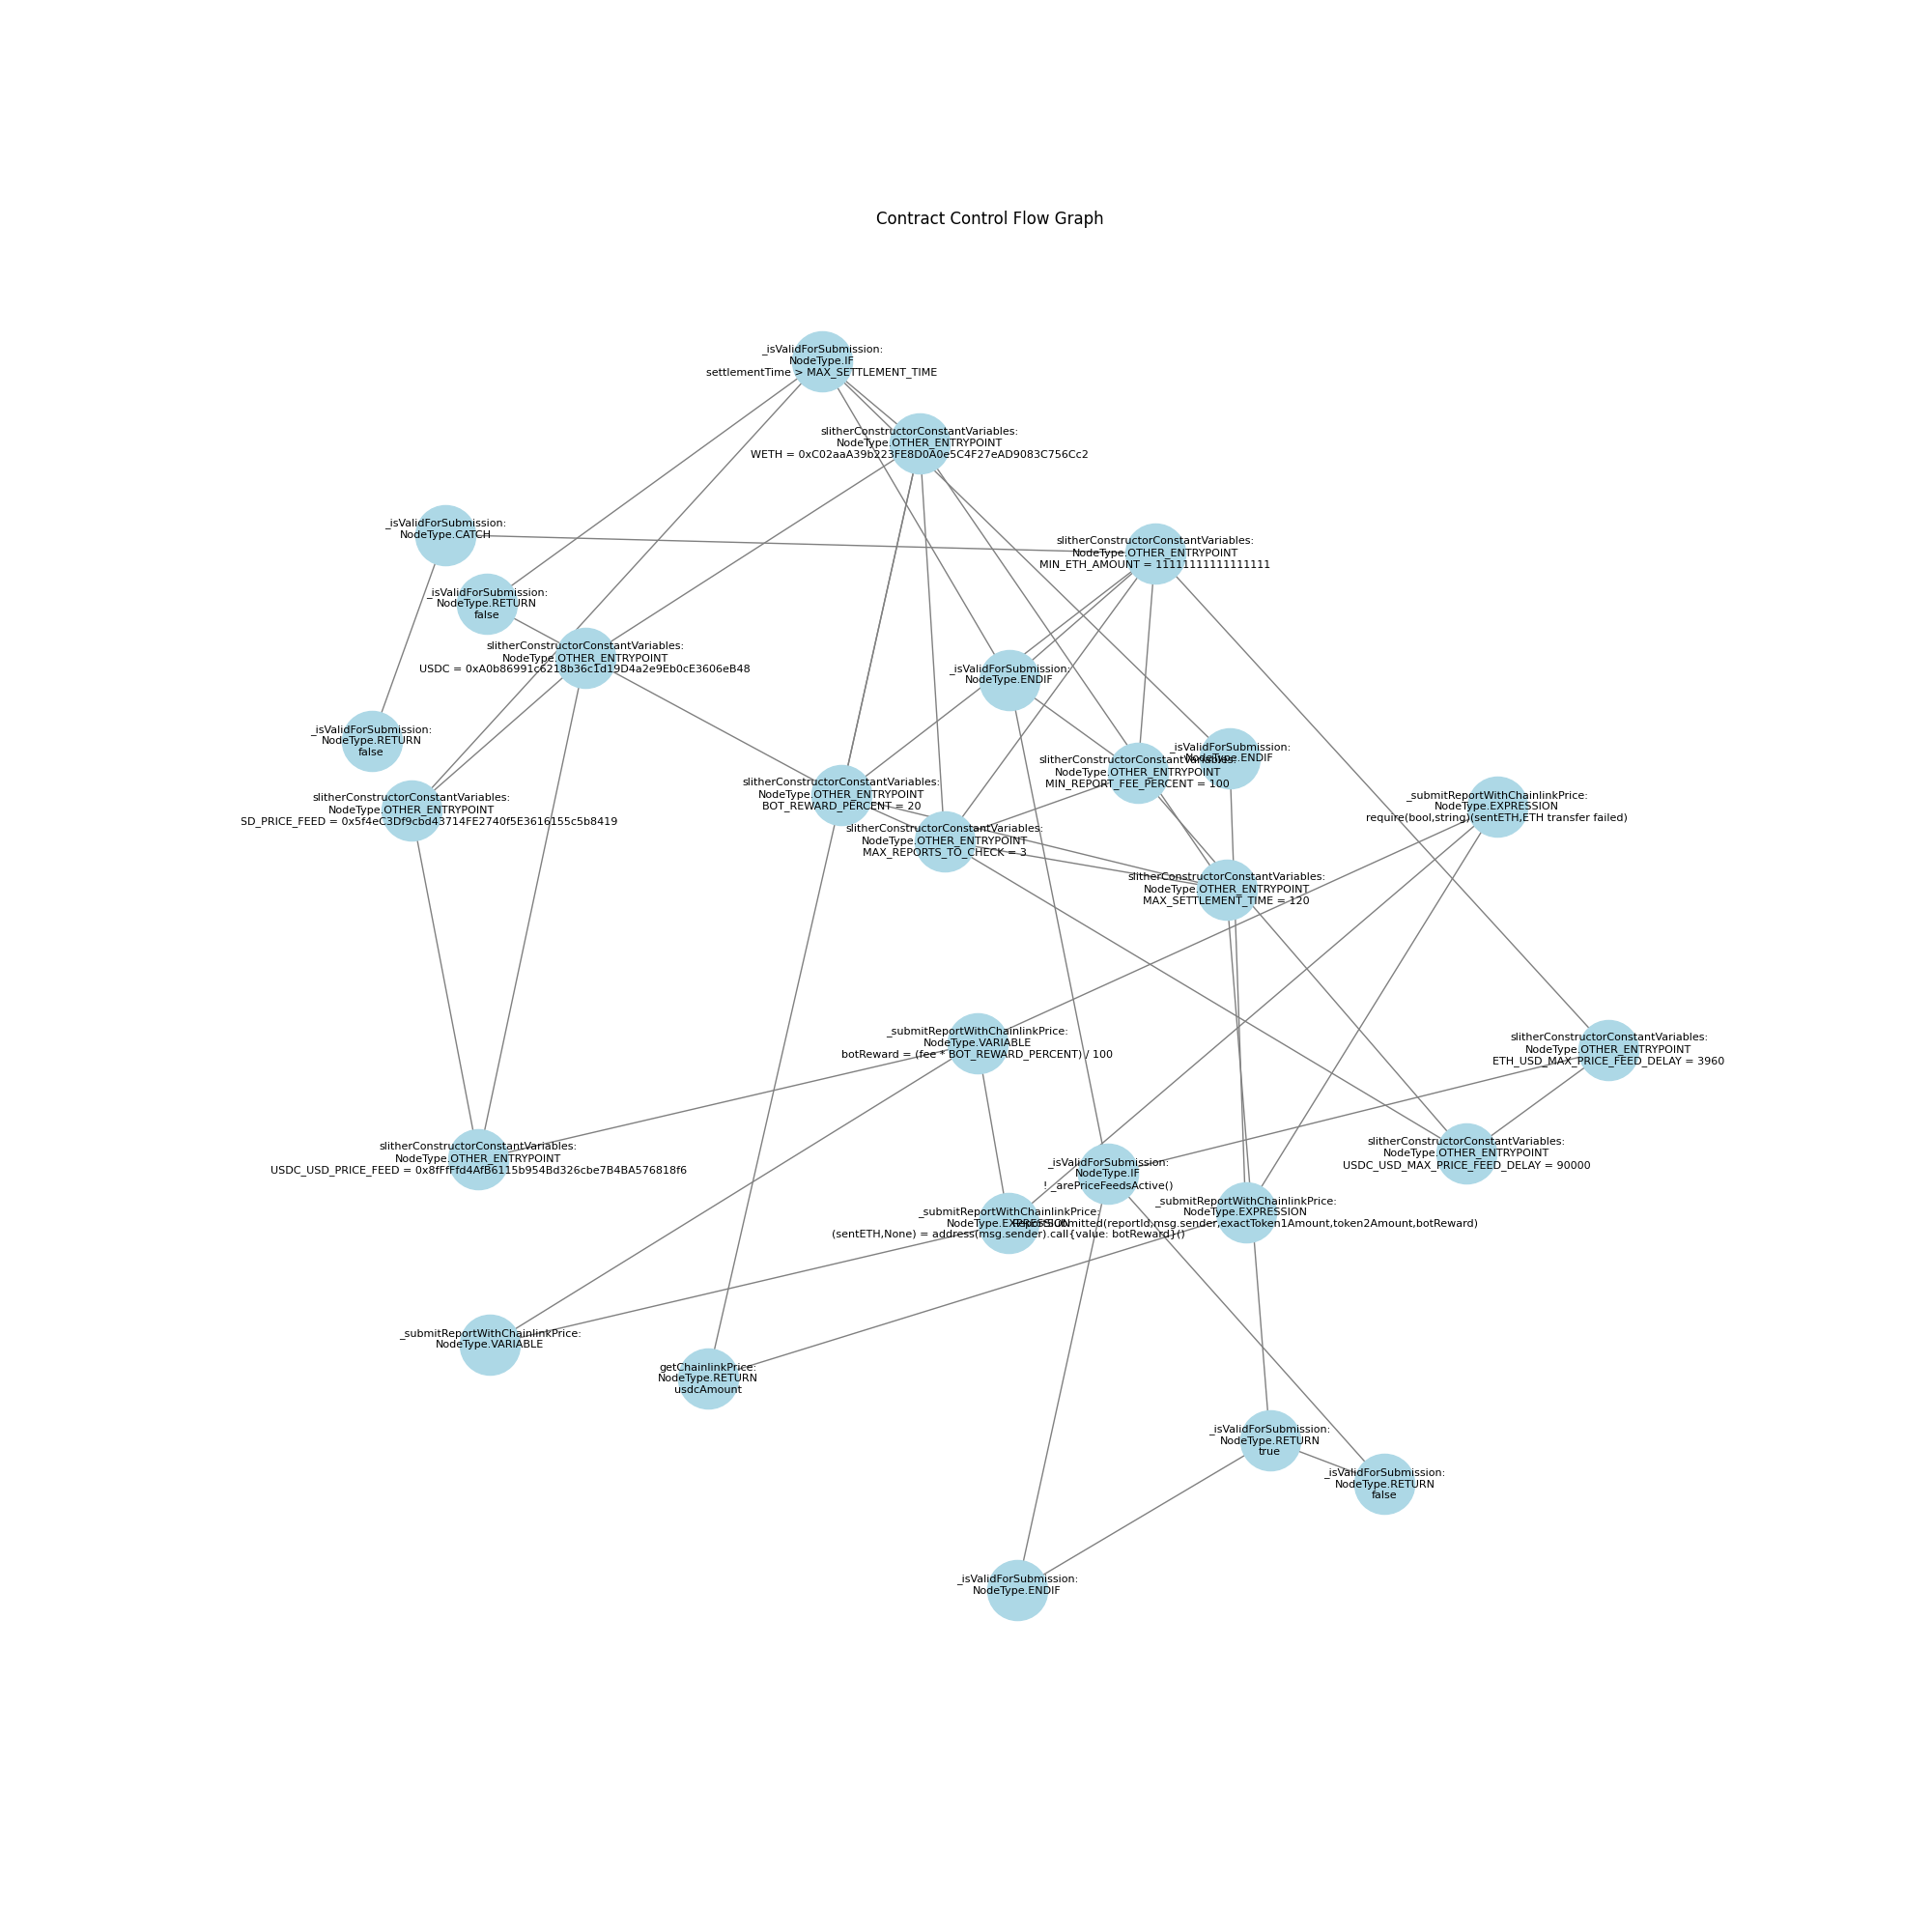 Contract Control Flow Graph
_isValidForSubmission:
NodeType.IF
settlementTime > MAX_SETTLEMENT_TIME
slitherConstructorConstantVariables:
NodeType.OTHER_ENTRYPOINT
WETH = 0xC02aaA39b223FE8D0A0e5C4F27eAD9083C756Cc2
_isValidForSubmission:
NodeType.CATCH
slitherConstructorConstantVariables:
NodeType.OTHER_ENTRYPOINT
MIN_ETH_AMOUNT = 11111111111111111
_isValidForSubmission:
NodeType.RETURN
false
slitherConstructorConstantVariables:
NodeType.OTHER_ENTRYPOINT
USDC = 0xA0b86991c6218b36c1d19D4a2e9Eb0cE3606eB48
_isValidForSubmission:
NodeType.ENDIF
_isValidForSubmission:
NodeType.RETURN
false
_isValidForSubmission:
NodeType.ENDIF
slitherConstructorConstantVariables:
NodeType.OTHER_ENTRYPOINT
MIN_REPORT_FEE_PERCENT = 100
slitherConstructorConstantVariables:
NodeType.OTHER_ENTRYPOINT
BOT_REWARD_PERCENT = 20
slitherConstructorConstantVariables:
NodeType.OTHER_ENTRYPOINT
SD_PRICE_FEED = 0x5f4eC3Df9cbd43714FE2740f5E3616155c5b8419
_submitReportWithChainlinkPrice:
NodeType.EXPRESSION
require(bool,string)(sentETH,ETH transfer failed)
slitherConstructorConstantVariables:
NodeType.OTHER_ENTRYPOINT
MAX_REPORTS_TO_CHECK = 3
slitherConstructorConstantVariables:
NodeType.OTHER_ENTRYPOINT
MAX_SETTLEMENT_TIME = 120
_submitReportWithChainlinkPrice:
NodeType.VARIABLE
botReward = (fee * BOT_REWARD_PERCENT) / 100
slitherConstructorConstantVariables:
NodeType.OTHER_ENTRYPOINT
ETH_USD_MAX_PRICE_FEED_DELAY = 3960
slitherConstructorConstantVariables:
NodeType.OTHER_ENTRYPOINT
USDC_USD_PRICE_FEED = 0x8fFfFfd4AfB6115b954Bd326cbe7B4BA576818f6
slitherConstructorConstantVariables:
NodeType.OTHER_ENTRYPOINT
USDC_USD_MAX_PRICE_FEED_DELAY = 90000
_isValidForSubmission:
NodeType.IF
! _arePriceFeedsActive()
_submitReportWithChainlinkPrice:
NodeType.EXPRESSION
ReportSubmitted(reportId,msg.sender,exactToken1Amount,token2Amount,botReward)
_submitReportWithChainlinkPrice:
NodeType.EXPRESSION
(sentETH,None) = address(msg.sender).call{value: botReward}()
_submitReportWithChainlinkPrice:
NodeType.VARIABLE
getChainlinkPrice:
NodeType.RETURN
usdcAmount
_isValidForSubmission:
NodeType.RETURN
true
_isValidForSubmission:
NodeType.RETURN
false
_isValidForSubmission:
NodeType.ENDIF